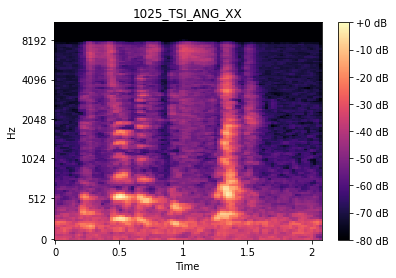 1025_TSI_ANG_XX
8192
4096
2048
1024
512
0
Hz
0
0.5
1
1.5
2
Time
+0 dB
-10 dB
-20 dB
-30 dB
-40 dB
-50 dB
-60 dB
-70 dB
-80 dB